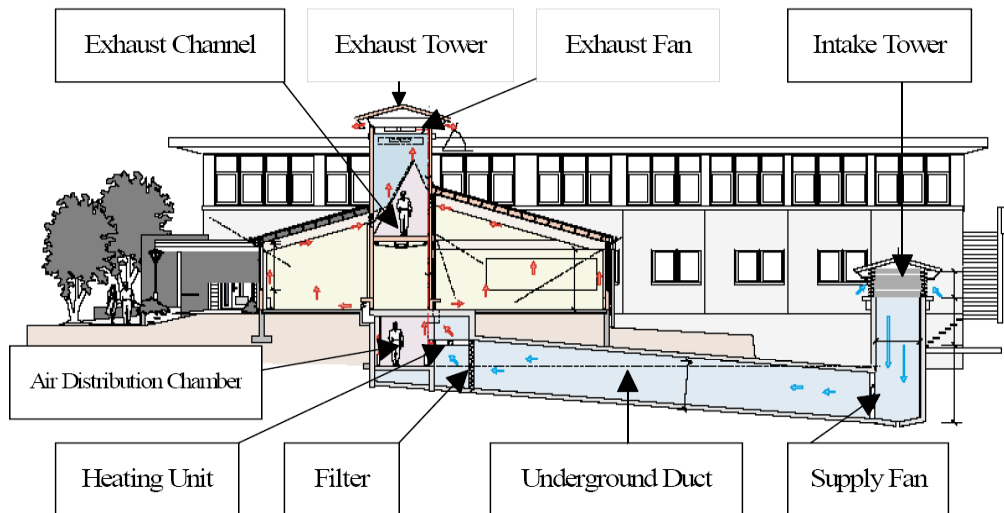 Exhaust Channel
Exhaust Tower
Exhaust Fan
Intake Tower
Air Distribution Chamber
Heating Unit
Filter
Underground Duct
Supply Fan